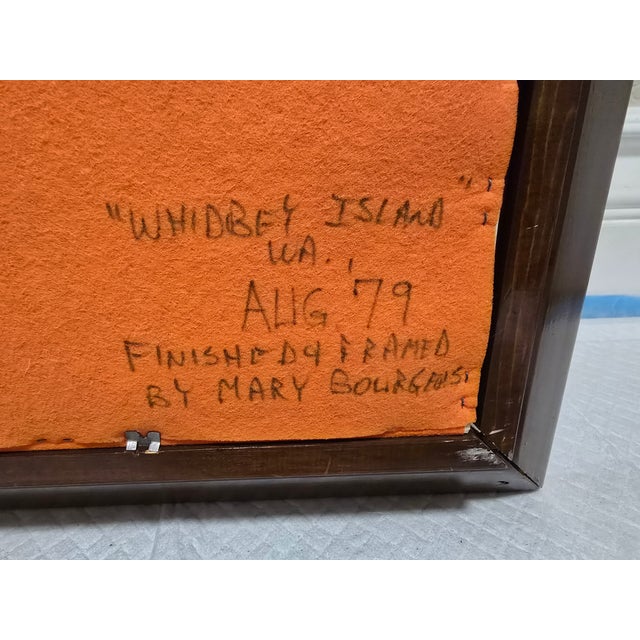 "WHIDBEY ISLAND"
WA.,
AUG '79
FINISHED & FRAMED
BY MARY BOURGEOIS